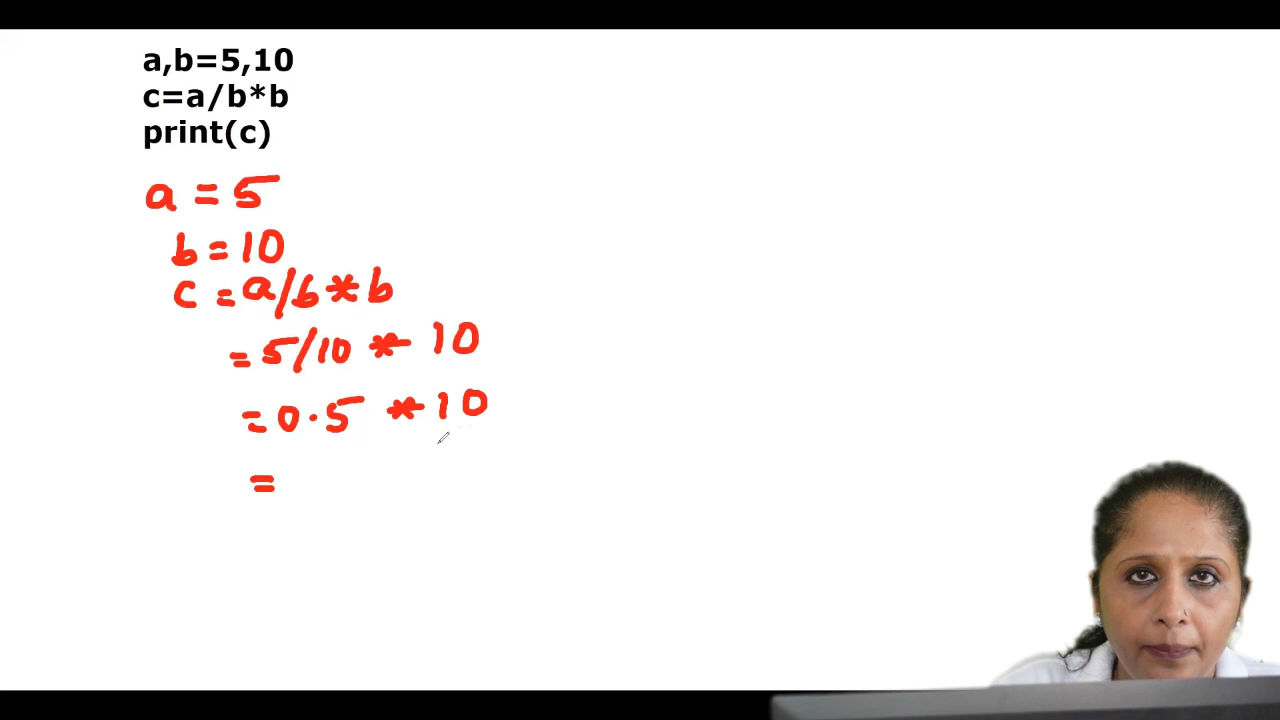 a,b=5,10
c=a/b*b
print(c)
a = 5
b = 10
c = a/b * b
= 5/10 * 10
= 0.5 * 10
=